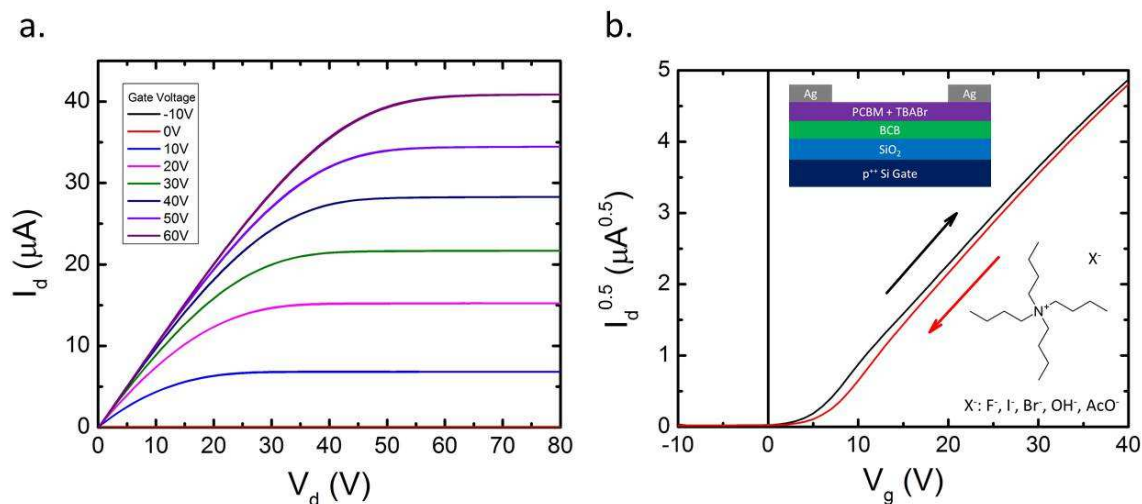 a.
I_d (μA)
40
30
20
10
0
Gate Voltage
-10V
0V
10V
20V
30V
40V
50V
60V
0 10 20 30 40 50 60 70 80
V_d (V)
b.
I_d^0.5 (μA^0.5)
5
4
3
2
1
0
Ag Ag
PCBM + TBABr
BCB
SiO₂
p⁺⁺ Si Gate
X⁻
N⁺
X⁻: F⁻, I⁻, Br⁻, OH⁻, AcO⁻
-10 0 10 20 30 40
V_g (V)